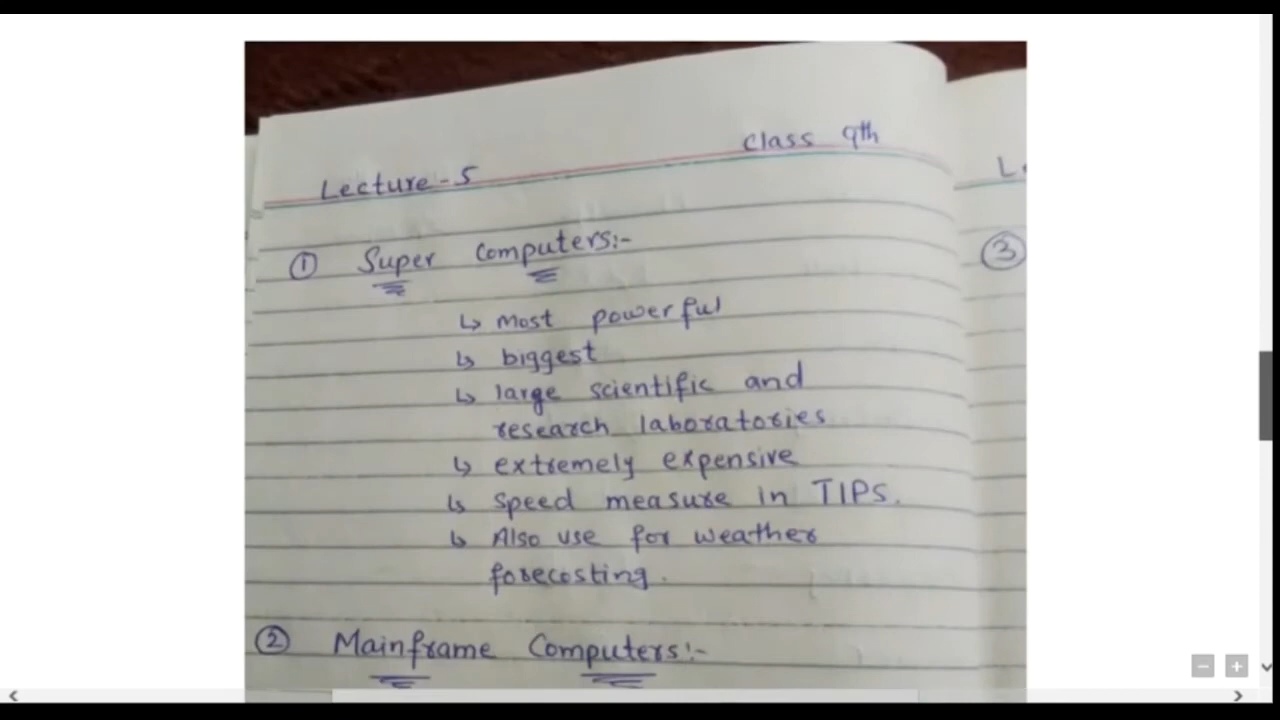 Class 9th
Lecture-5
① Super Computers:-
↳ most powerful
↳ biggest
↳ large scientific and
research laboratories
↳ extremely expensive
↳ Speed measure in TIPS.
↳ Also use for weather
forecosting.
② Mainframe Computers:-
L
③